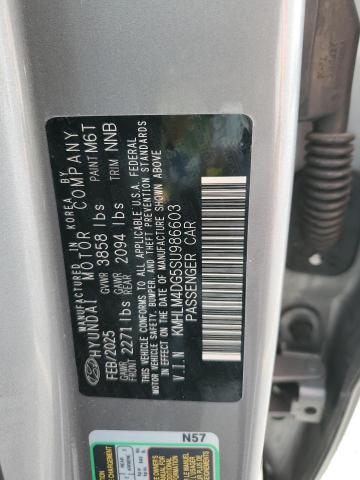 MANUFACTURED IN KOREA BY
HYUNDAI MOTOR COMPANY
FEB/2025 GVWR 3858 lbs PAINT M6T
GAWR FRONT 2271 lbs GAWR REAR 2094 lbs TRIM NNB
THIS VEHICLE CONFORMS TO ALL APPLICABLE U.S.A. FEDERAL
MOTOR VEHICLE SAFETY, BUMPER, AND THEFT PREVENTION STANDARDS
IN EFFECT ON THE DATE OF MANUFACTURE SHOWN ABOVE.
V.I.N KMHLM4DG5SU986603
PASSENGER CAR
N57